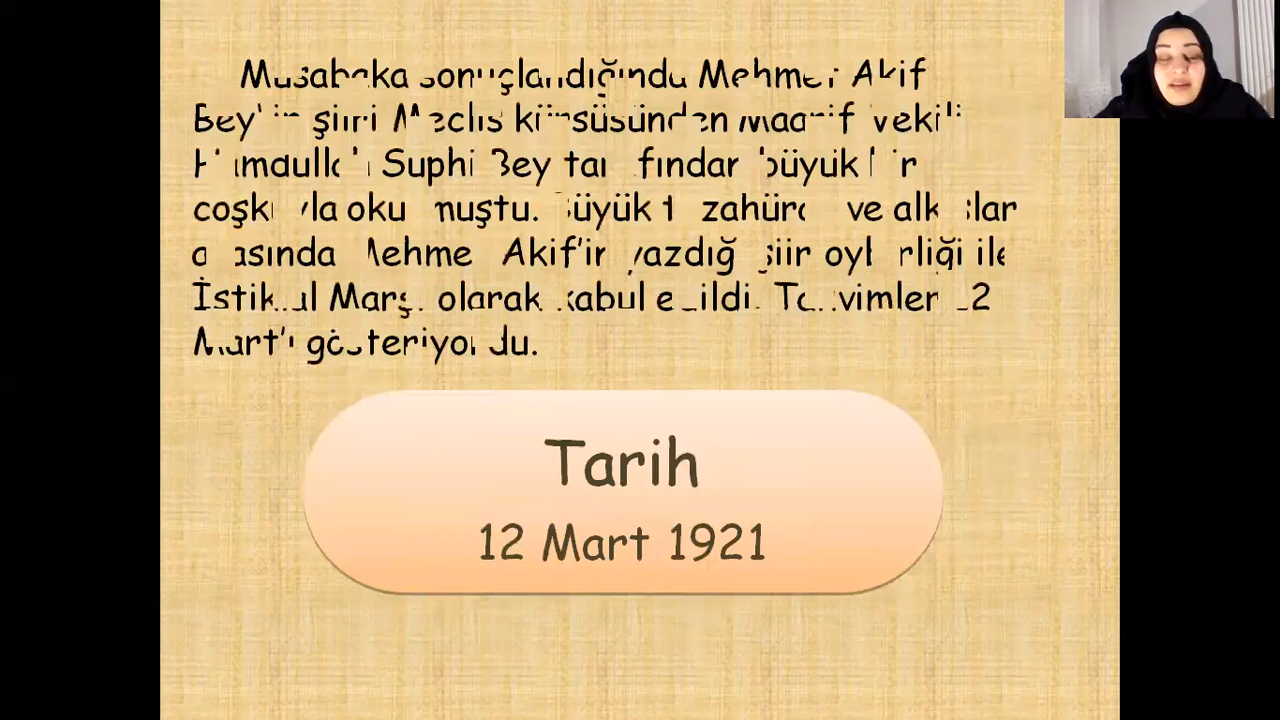 Müsabaka sonuçlandığında Mehmet Akif
Bey'in şiiri Meclis kürsüsünden Maarif Vekili
Hamdullah Suphi Bey tarafından büyük bir
coşkuyla okunmuştu. Büyük tezahürat ve alkışlar
arasında Mehmet Akif'in yazdığı şiir oybirliği ile
İstiklal Marşı olarak kabul edildi. Takvimler 12
Mart'ı gösteriyordu.
Tarih
12 Mart 1921